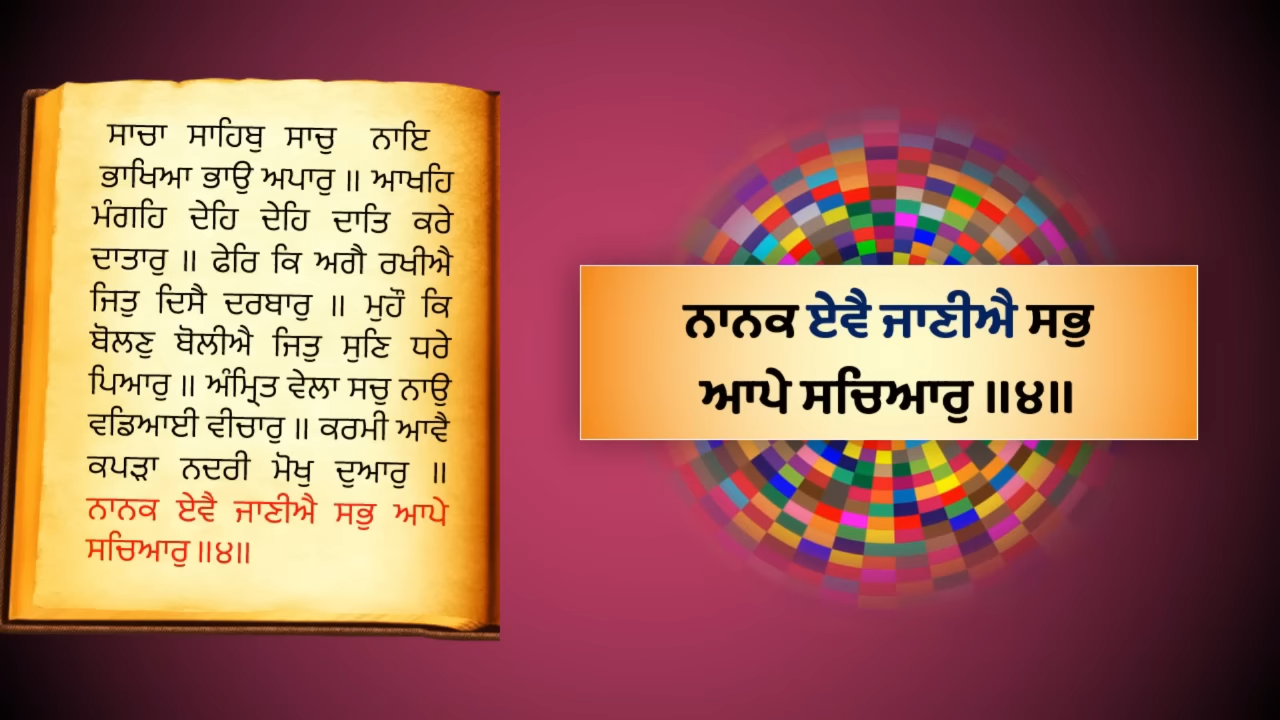 ਸਾਚਾ ਸਾਹਿਬੁ ਸਾਚੁ ਨਾਇ
ਭਾਖਿਆ ਭਾਉ ਅਪਾਰੁ ॥ ਆਖਹਿ
ਮੰਗਹਿ ਦੇਹਿ ਦੇਹਿ ਦਾਤਿ ਕਰੇ
ਦਾਤਾਰੁ ॥ ਫੇਰਿ ਕਿ ਅਗੈ ਰਖੀਐ
ਜਿਤੁ ਦਿਸੈ ਦਰਬਾਰੁ ॥ ਮੁਹੌ ਕਿ
ਬੋਲਣੁ ਬੋਲੀਐ ਜਿਤੁ ਸੁਣਿ ਧਰੇ
ਪਿਆਰੁ ॥ ਅੰਮ੍ਰਿਤ ਵੇਲਾ ਸਚੁ ਨਾਉ
ਵਡਿਆਈ ਵੀਚਾਰੁ ॥ ਕਰਮੀ ਆਵੈ
ਕਪੜਾ ਨਦਰੀ ਮੋਖੁ ਦੁਆਰੁ ॥
ਨਾਨਕ ਏਵੈ ਜਾਣੀਐ ਸਭੁ ਆਪੇ
ਸਚਿਆਰੁ ॥੪॥
ਨਾਨਕ ਏਵੈ ਜਾਣੀਐ ਸਭੁ
ਆਪੇ ਸਚਿਆਰੁ ॥੪॥